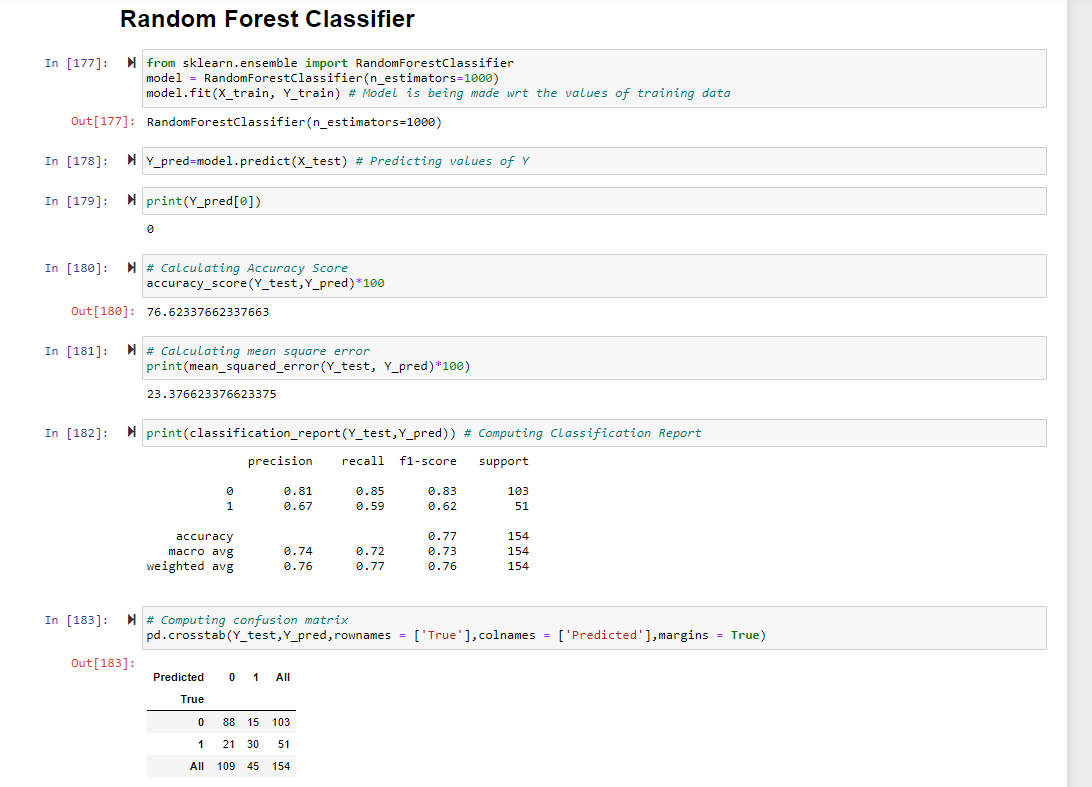 Random Forest Classifier
In [177]:
from sklearn.ensemble import RandomForestClassifier
model = RandomForestClassifier(n_estimators=1000)
model.fit(X_train, Y_train) # Model is being made wrt the values of training data
Out[177]: RandomForestClassifier(n_estimators=1000)
In [178]: Y_pred=model.predict(X_test) # Predicting values of Y
In [179]: print(Y_pred[0])
0
In [180]: # Calculating Accuracy Score
accuracy_score(Y_test,Y_pred)*100
Out[180]: 76.62337662337663
In [181]: # Calculating mean square error
print(mean_squared_error(Y_test, Y_pred)*100)
23.376623376623375
In [182]: print(classification_report(Y_test,Y_pred)) # Computing Classification Report
precision recall f1-score support
0 0.81 0.85 0.83 103
1 0.67 0.59 0.62 51
accuracy 0.77 154
macro avg 0.74 0.72 0.73 154
weighted avg 0.76 0.77 0.76 154
In [183]: # Computing confusion matrix
pd.crosstab(Y_test,Y_pred,rownames = ['True'],colnames = ['Predicted'],margins = True)
Out[183]:
Predicted 0 1 All
True
0 88 15 103
1 21 30 51
All 109 45 154